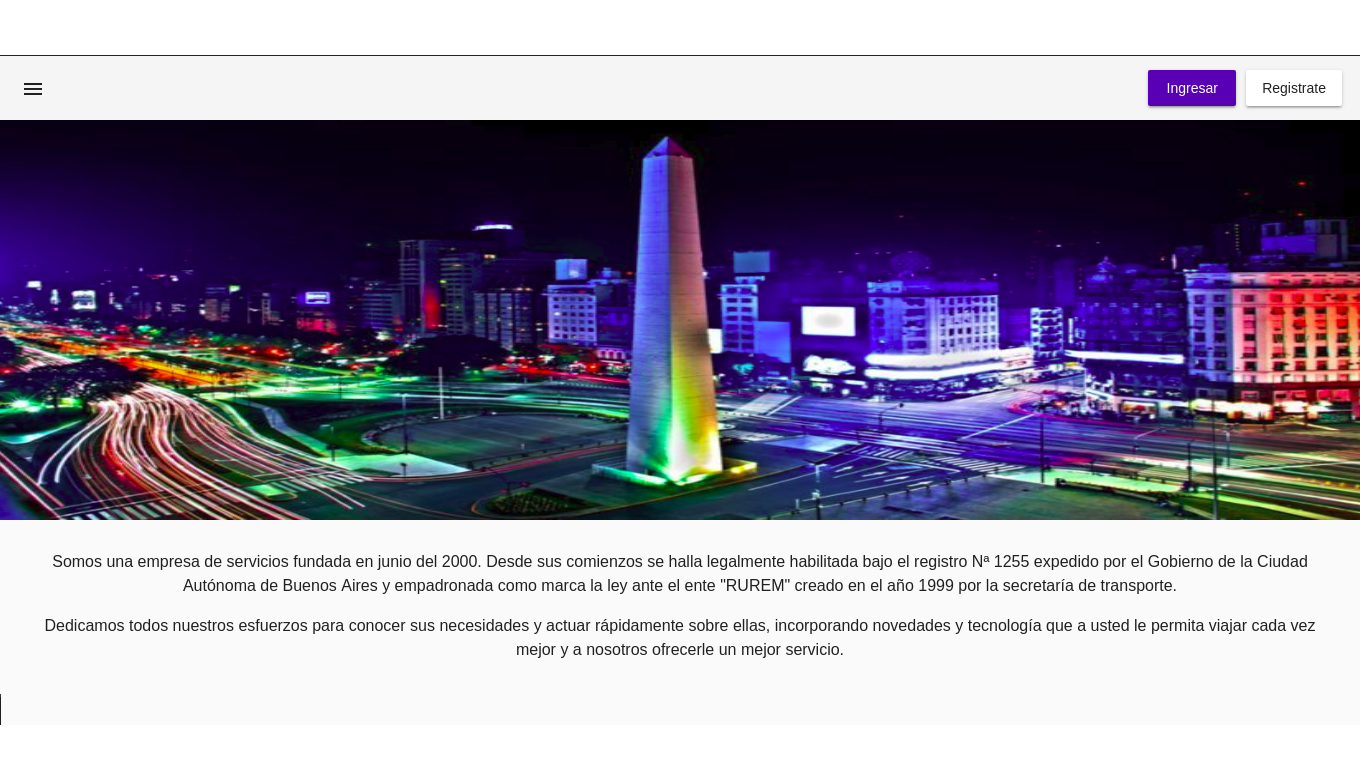 Ingresar
Registrate
Somos una empresa de servicios fundada en junio del 2000. Desde sus comienzos se halla legalmente habilitada bajo el registro Nª 1255 expedido por el Gobierno de la Ciudad
Autónoma de Buenos Aires y empadronada como marca la ley ante el ente "RUREM" creado en el año 1999 por la secretaría de transporte.
Dedicamos todos nuestros esfuerzos para conocer sus necesidades y actuar rápidamente sobre ellas, incorporando novedades y tecnología que a usted le permita viajar cada vez
mejor y a nosotros ofrecerle un mejor servicio.